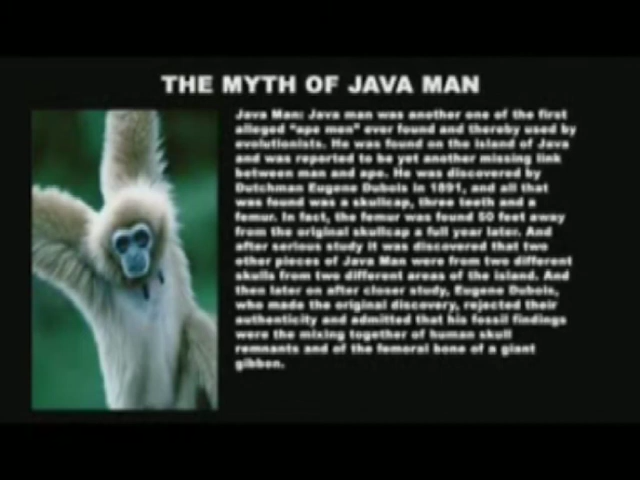 THE MYTH OF JAVA MAN
Java Man: Java man was another one of the first
alleged "ape men" ever found and thereby used by
evolutionists. He was found on the island of Java
and was reported to be yet another missing link
between man and ape. He was discovered by
Dutchman Eugene Dubois in 1891, and all that
was found was a skullcap, three teeth and a
femur. In fact, the femur was found 50 feet away
from the original skullcap a full year later. And
after serious study it was discovered that two
other pieces of Java Man were from two different
skulls from two different areas of the island. And
then later on after closer study, Eugene Dubois,
who made the original discovery, rejected their
authenticity and admitted that his fossil findings
were the mixing together of human skull
remnants and of the femoral bone of a giant
gibbon.